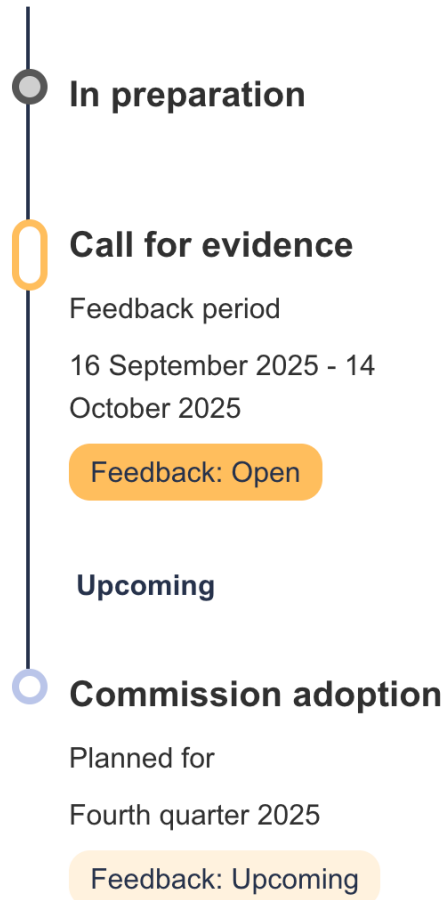 In preparation
Call for evidence
Feedback period
16 September 2025 - 14
October 2025
Feedback: Open
Upcoming
Commission adoption
Planned for
Fourth quarter 2025
Feedback: Upcoming